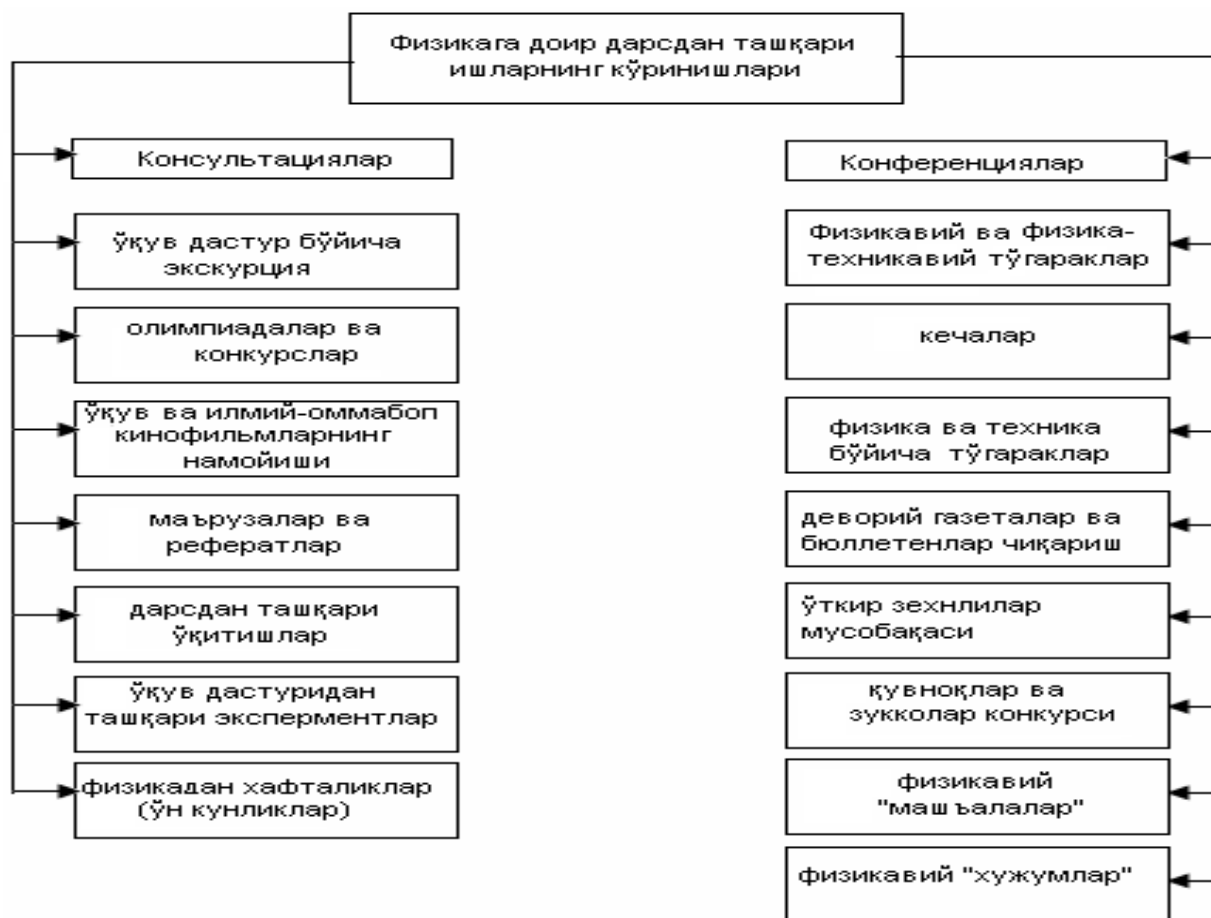 Физикага доир дарсдан ташқари
ишларнинг кўринишлари
Консультациялар
ўқув дастур бўйича
экскурция
олимпиадалар ва
конкурслар
ўқув ва илмий-оммабоп
кинофильмларнинг
намойиши
маърузалар ва
рефератлар
дарсдан ташқари
ўқитишлар
ўқув дастуридан
ташқари эксперментлар
физикадан хафталиклар
(ўн кунликлар)
Конференциялар
Физикавий ва физика-
техникавий тўгараклар
кечалар
физика ва техника
бўйича тўгараклар
деворий газеталар ва
бюллетенлар чиқариш
ўткир зехнлилар
мусобақаси
қувноқлар ва
зукколар конкурси
физикавий
"машъалалар"
физикавий "хужумлар"